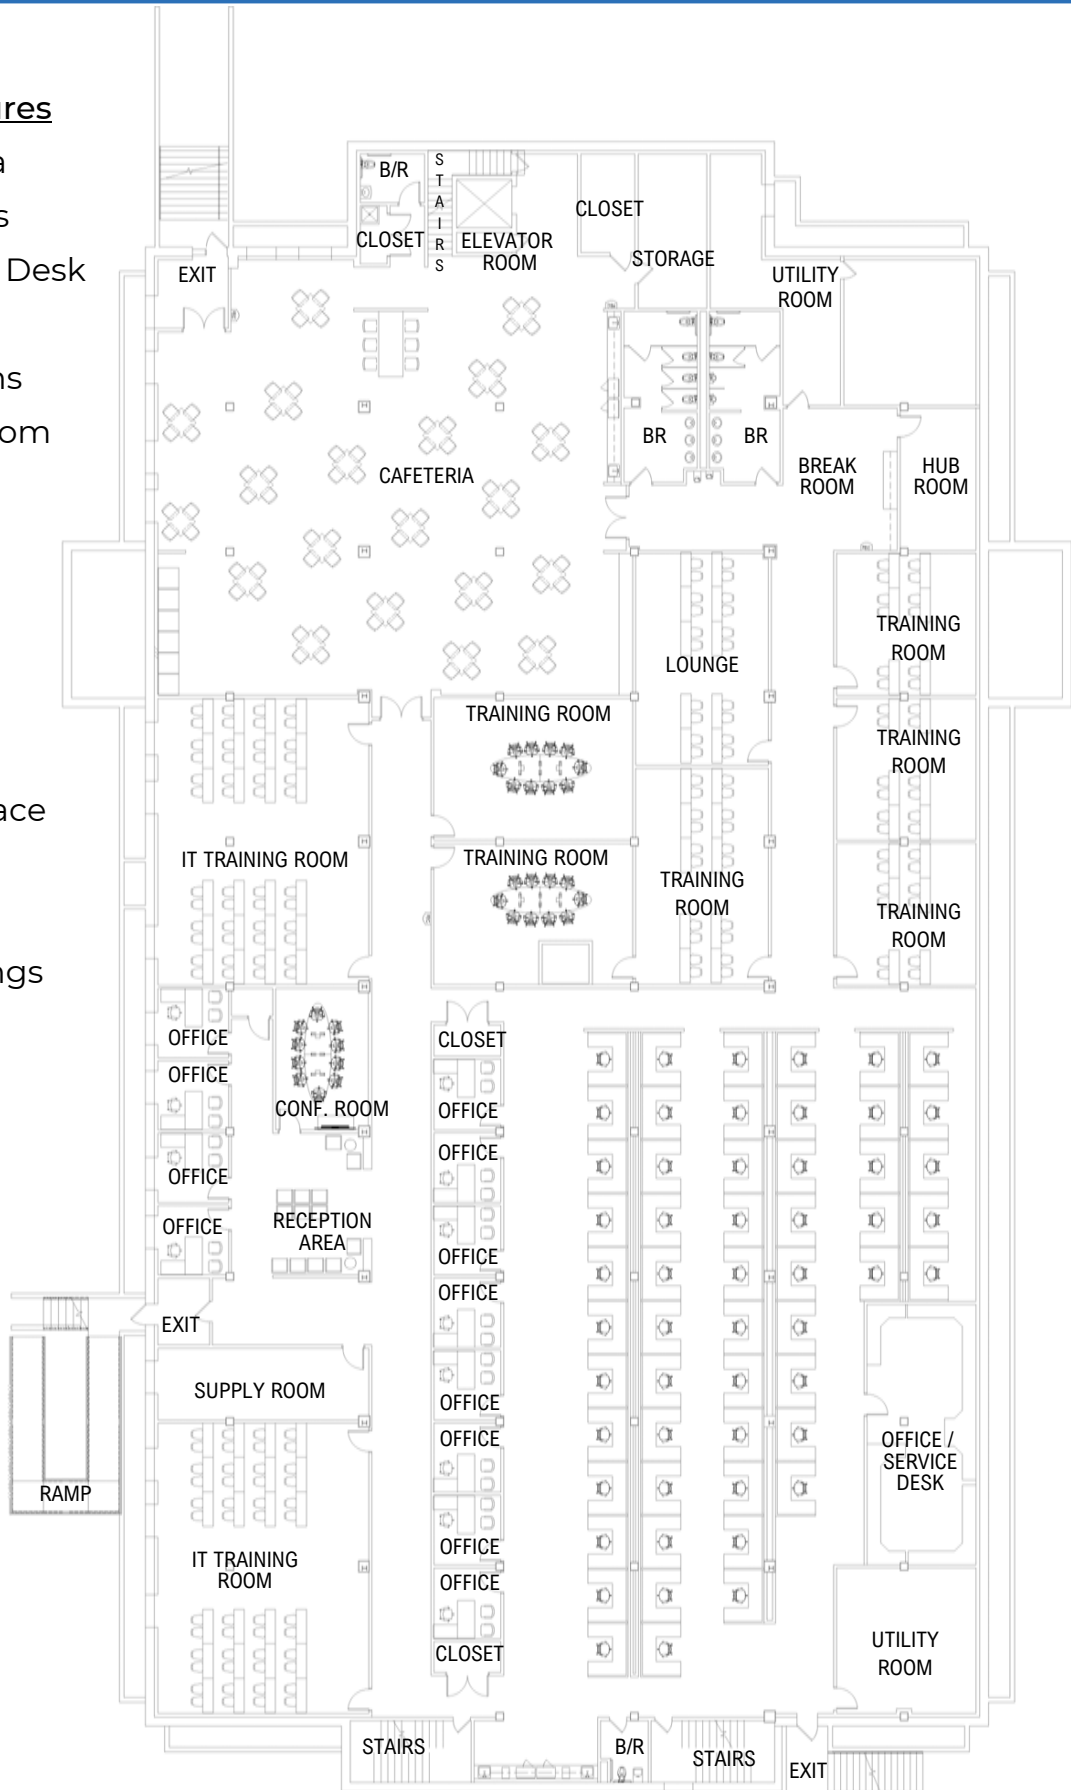 ures
a
s
Desk
ns
om
ace
ngs
B/R
STAIRS
CLOSET
CLOSET
ELEVATOR
ROOM
STORAGE
EXIT
UTILITY
ROOM
BR
BR
CAFETERIA
BREAK
ROOM
HUB
ROOM
TRAINING
ROOM
LOUNGE
TRAINING ROOM
TRAINING
ROOM
IT TRAINING ROOM
TRAINING ROOM
TRAINING
ROOM
TRAINING
ROOM
OFFICE
CLOSET
OFFICE
CONF. ROOM
OFFICE
OFFICE
OFFICE
OFFICE
RECEPTION
AREA
OFFICE
OFFICE
EXIT
SUPPLY ROOM
OFFICE
OFFICE
OFFICE /
SERVICE
DESK
RAMP
OFFICE
IT TRAINING
ROOM
OFFICE
CLOSET
UTILITY
ROOM
STAIRS
B/R
STAIRS
EXIT